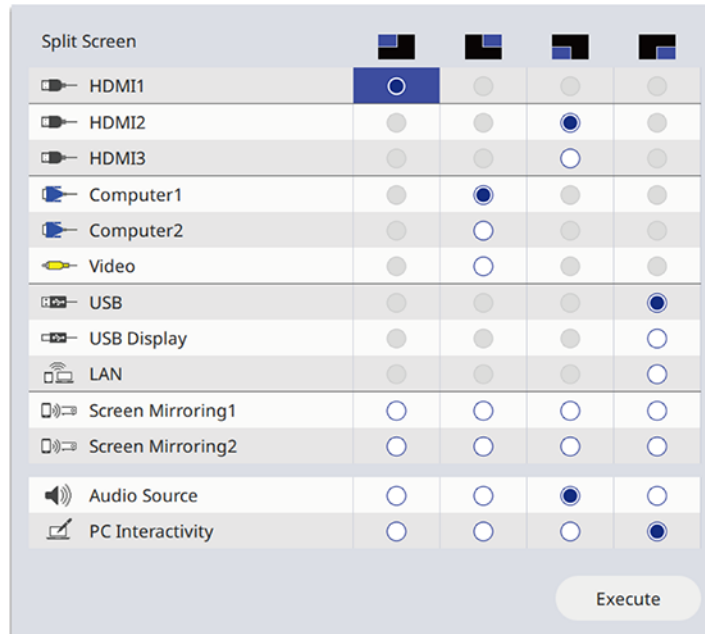 Split Screen
HDMI1
HDMI2
HDMI3
Computer1
Computer2
Video
USB
USB Display
LAN
Screen Mirroring1
Screen Mirroring2
Audio Source
PC Interactivity
Execute